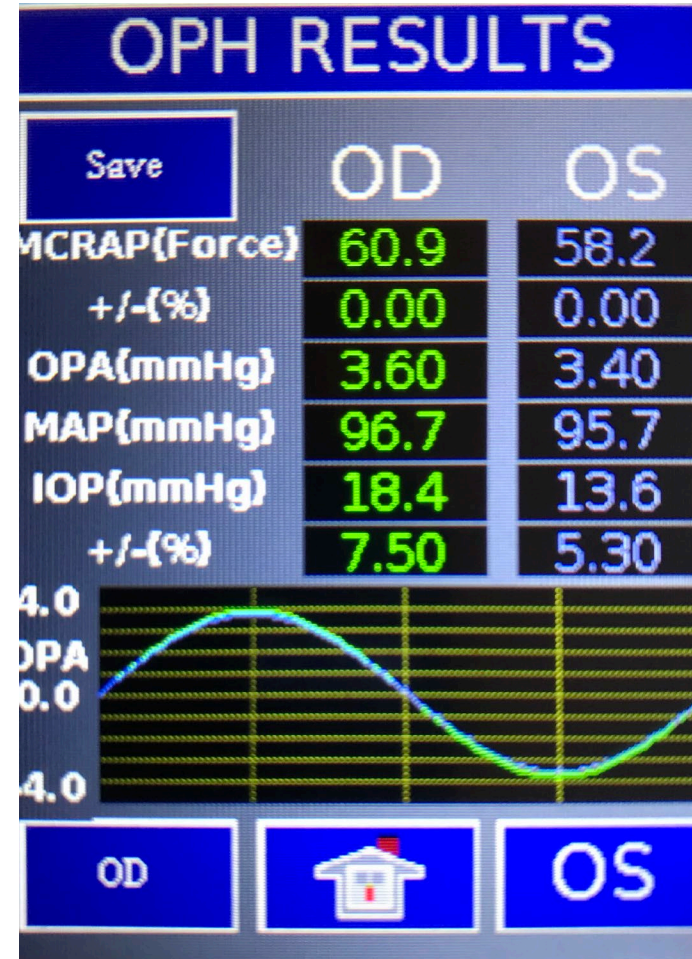 OPH RESULTS
Save OD OS
MCRAP{Force} 60.9 58.2
+/-{%} 0.00 0.00
OPA{mmHg} 3.60 3.40
MAP{mmHg} 96.7 95.7
IOP{mmHg} 18.4 13.6
+/-{%} 7.50 5.30
4.0
OPA
0.0
4.0
OD OS